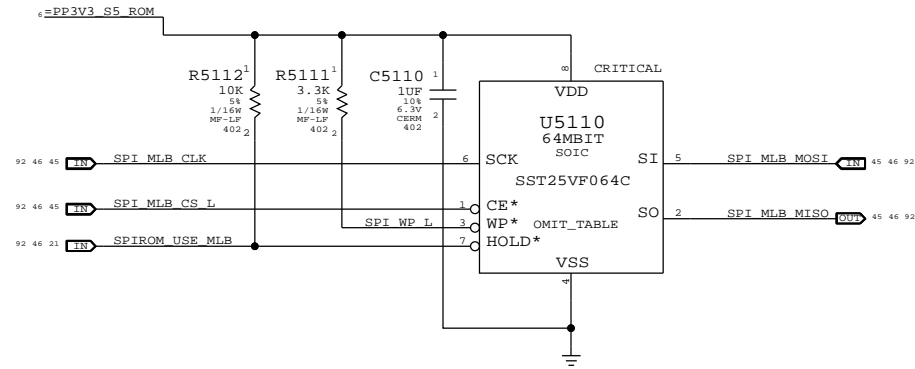 6 =PP3V3_S5_ROM
R5112 1
10K
5%
1/16W
MF-LF
402 2
R5111 1
3.3K
5%
1/16W
MF-LF
402 2
C5110 1
1UF
10%
6.3V
CERM
402
2
8 CRITICAL
VDD
U5110
64MBIT
SOIC
SST25VF064C
OMIT_TABLE
92 46 45 IN SPI_MLB_CLK 6 SCK
SI 5 SPI_MLB_MOSI IN 45 46 92
92 46 45 IN SPI_MLB_CS_L 1 CE*
SO 2 SPI_MLB_MISO OUT 45 46 92
SPI_WP_L 3 WP*
92 46 21 IN SPIROM_USE_MLB 7 HOLD*
VSS
4